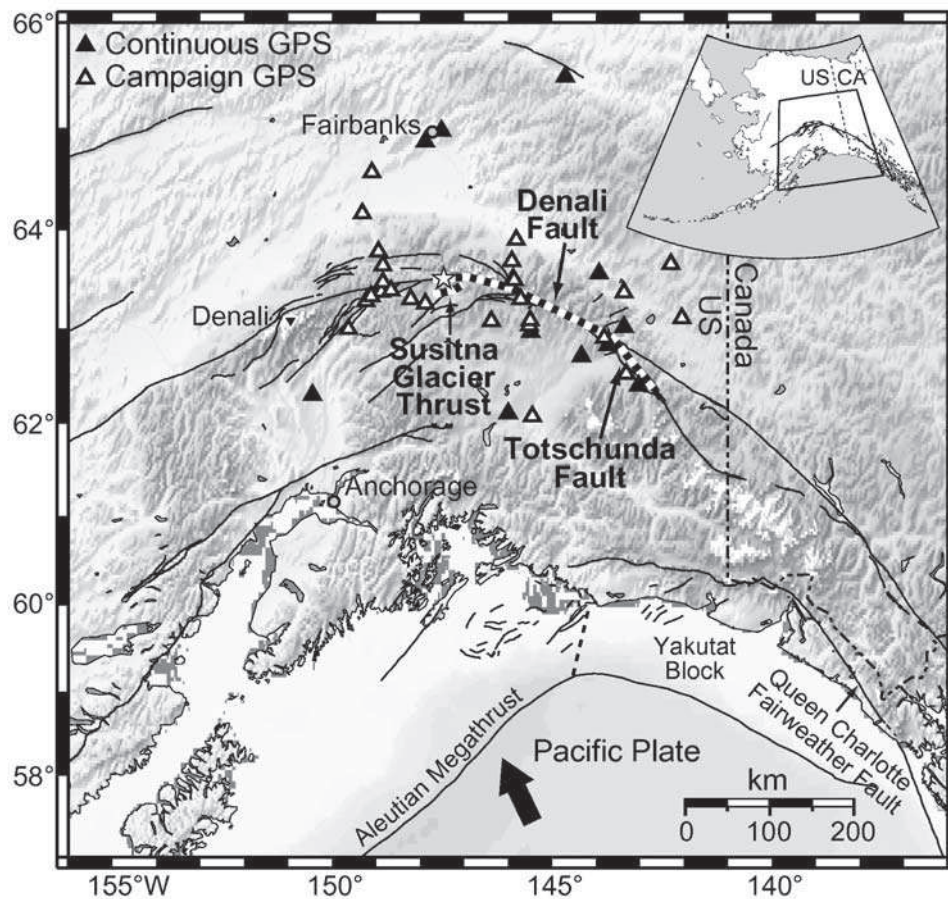 66°
Continuous GPS
Campaign GPS
US CA
Fairbanks
64°
Denali
Fault
Canada
US
Denali
Susitna
Glacier
Thrust
62°
Totschunda
Fault
Anchorage
60°
Yakutat
Block
Queen Charlotte
Fairweather Fault
Aleutian Megathrust
Pacific Plate
58°
km
0 100 200
155°W 150° 145° 140°